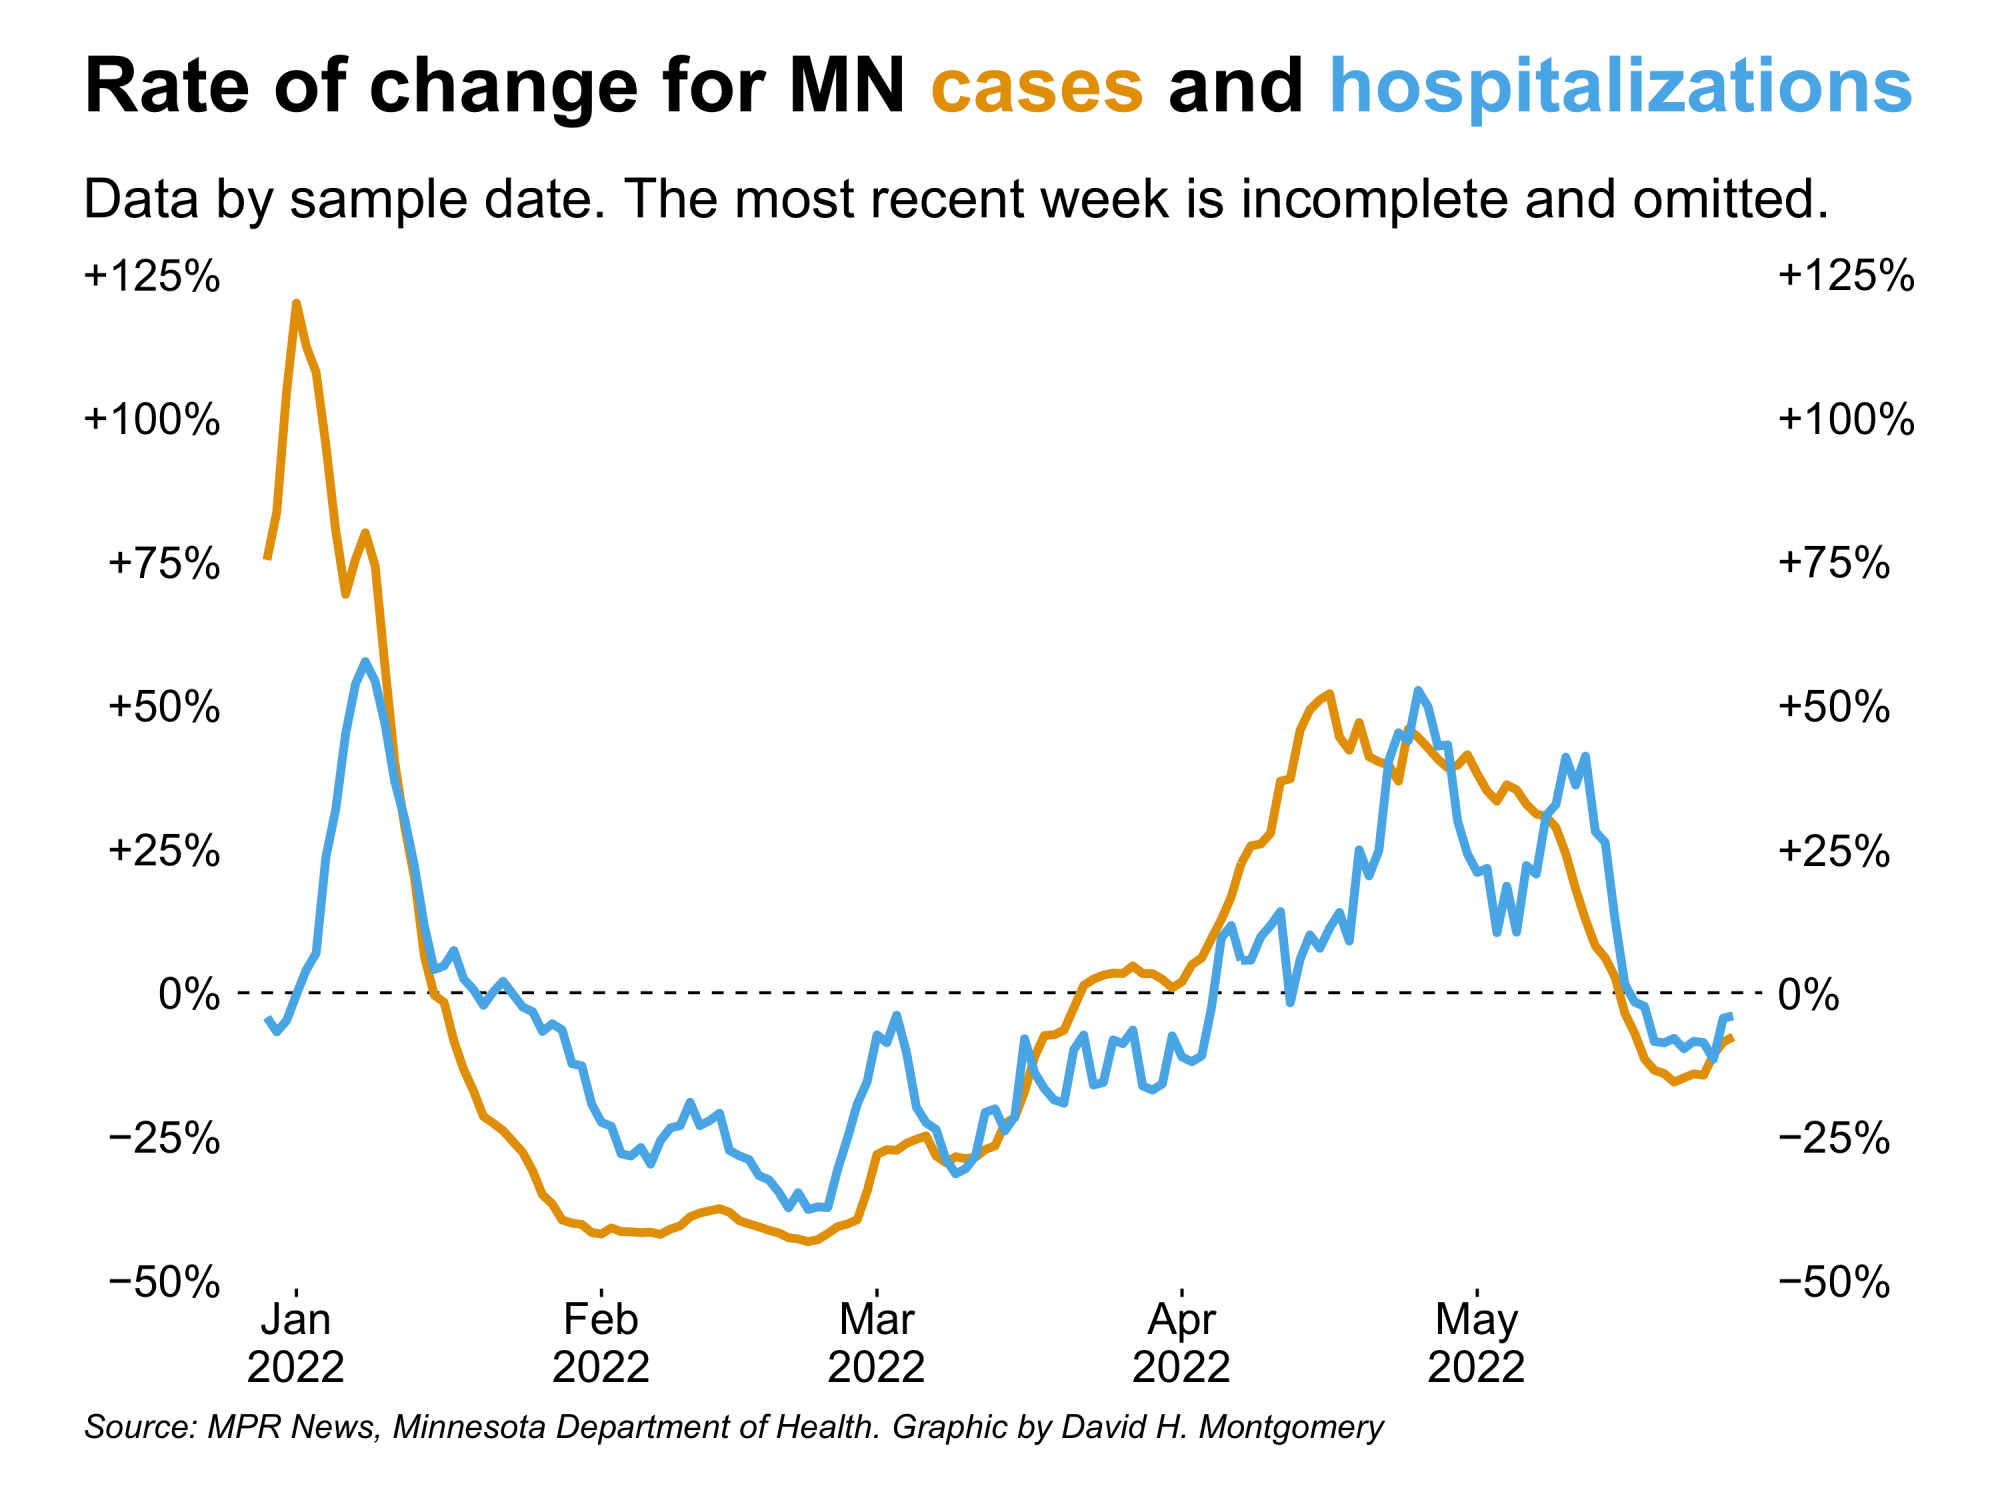 Rate of change for MN cases and hospitalizations
Data by sample date. The most recent week is incomplete and omitted.
+125% +125%
+100% +100%
+75% +75%
+50% +50%
+25% +25%
0% 0%
−25% −25%
−50% −50%
Jan Feb Mar Apr May
2022 2022 2022 2022 2022
Source: MPR News, Minnesota Department of Health. Graphic by David H. Montgomery